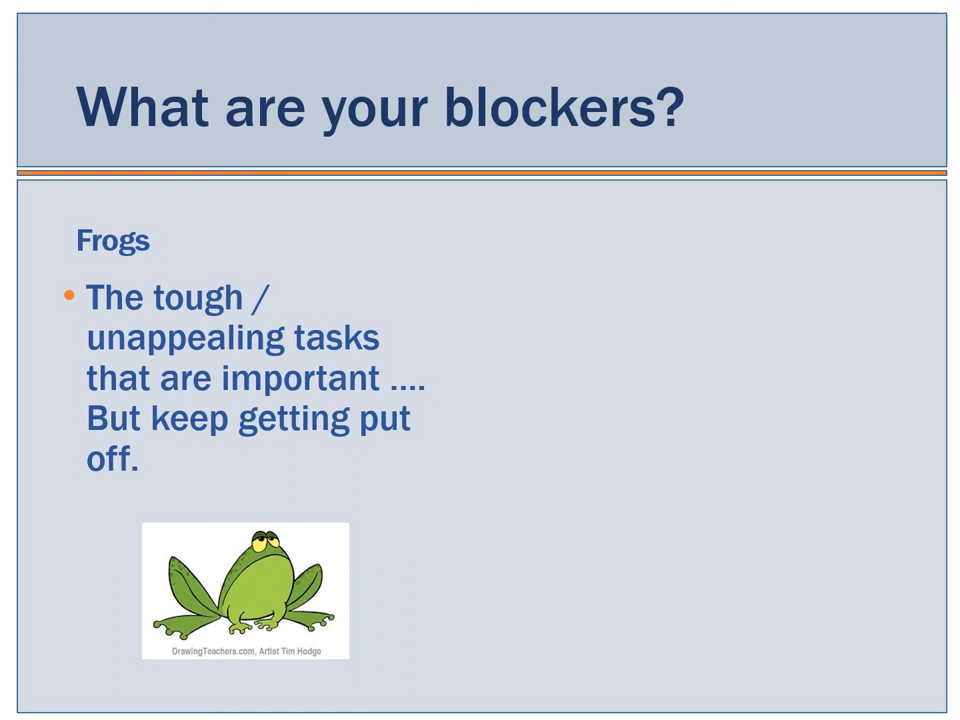 What are your blockers?
Frogs
• The tough /
unappealing tasks
that are important ….
But keep getting put
off.
DrawingTeachers.com, Artist Tim Hodge